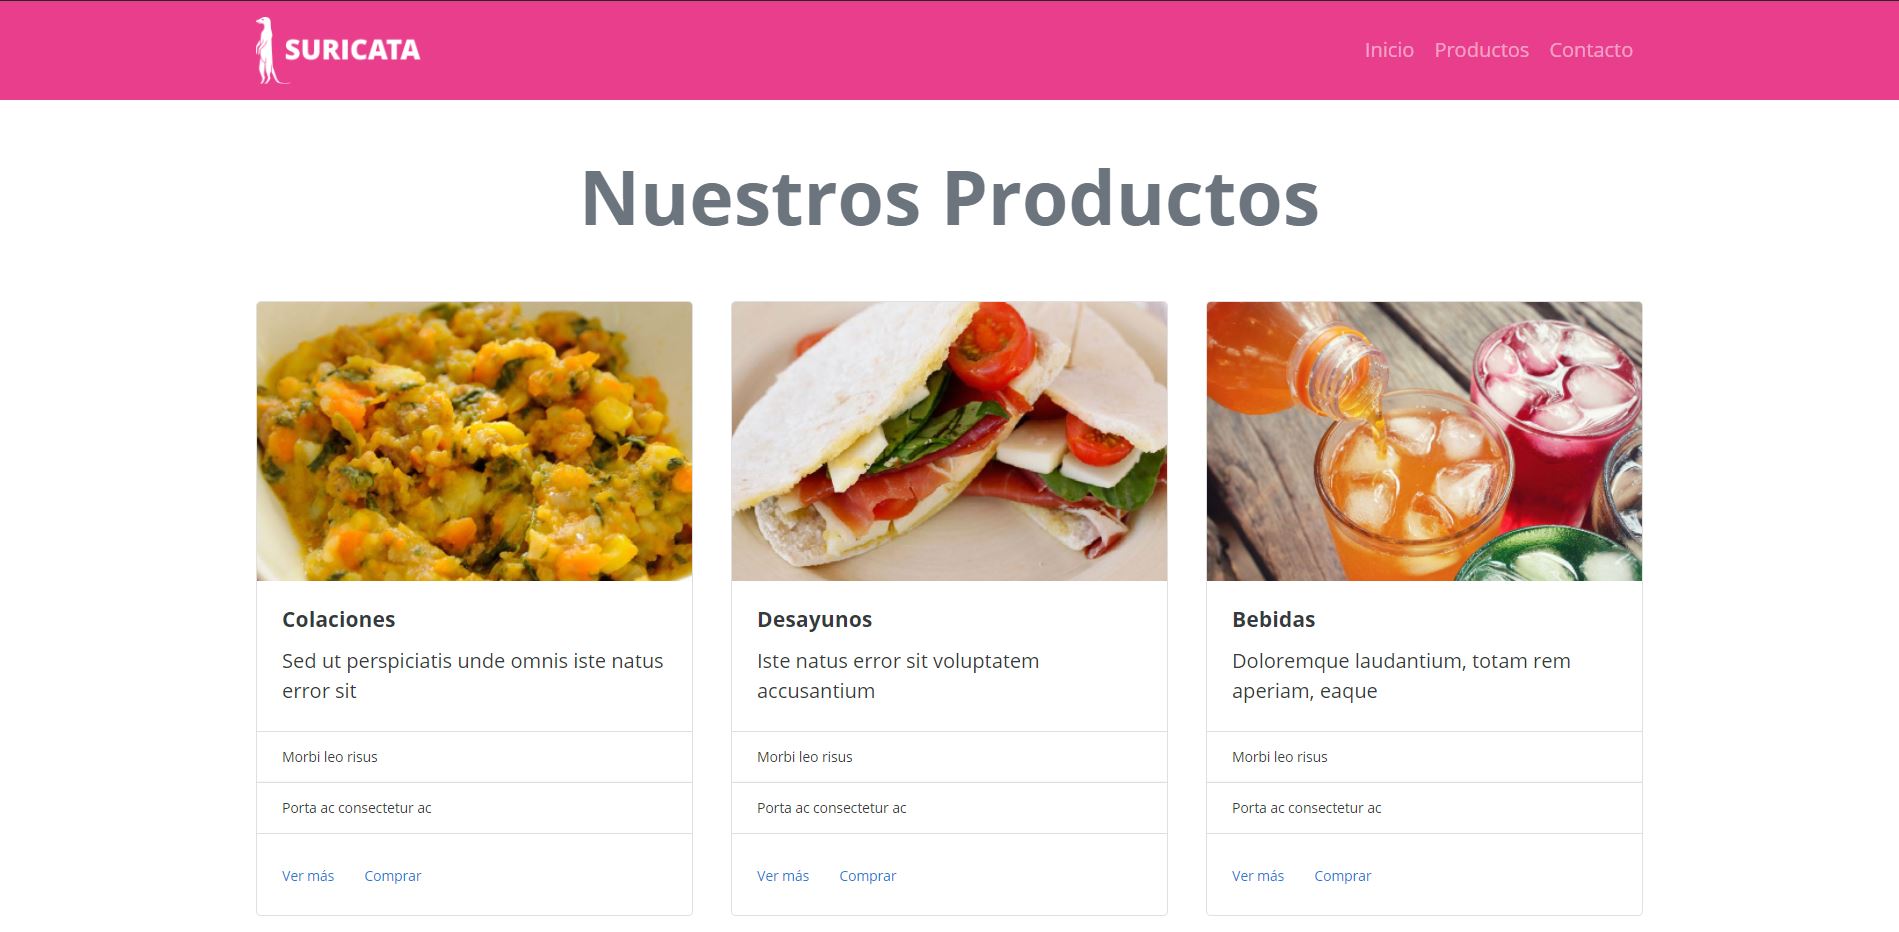 SURICATA
Inicio Productos Contacto
Nuestros Productos
Colaciones
Sed ut perspiciatis unde omnis iste natus
error sit
Morbi leo risus
Porta ac consectetur ac
Ver más Comprar
Desayunos
Iste natus error sit voluptatem
accusantium
Morbi leo risus
Porta ac consectetur ac
Ver más Comprar
Bebidas
Doloremque laudantium, totam rem
aperiam, eaque
Morbi leo risus
Porta ac consectetur ac
Ver más Comprar